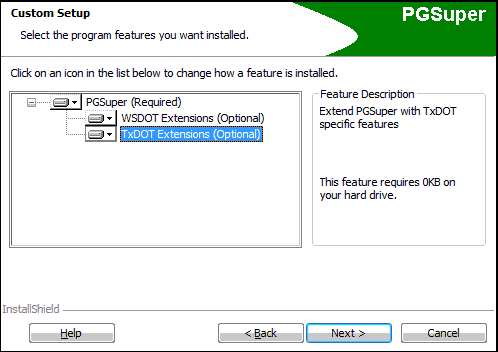 Custom Setup
PGSuper
Select the program features you want installed.
Click on an icon in the list below to change how a feature is installed.
PGSuper (Required)
WSDOT Extensions (Optional)
TxDOT Extensions (Optional)
Feature Description
Extend PGSuper with TxDOT
specific features
This feature requires 0KB on
your hard drive.
InstallShield
Help
< Back
Next >
Cancel